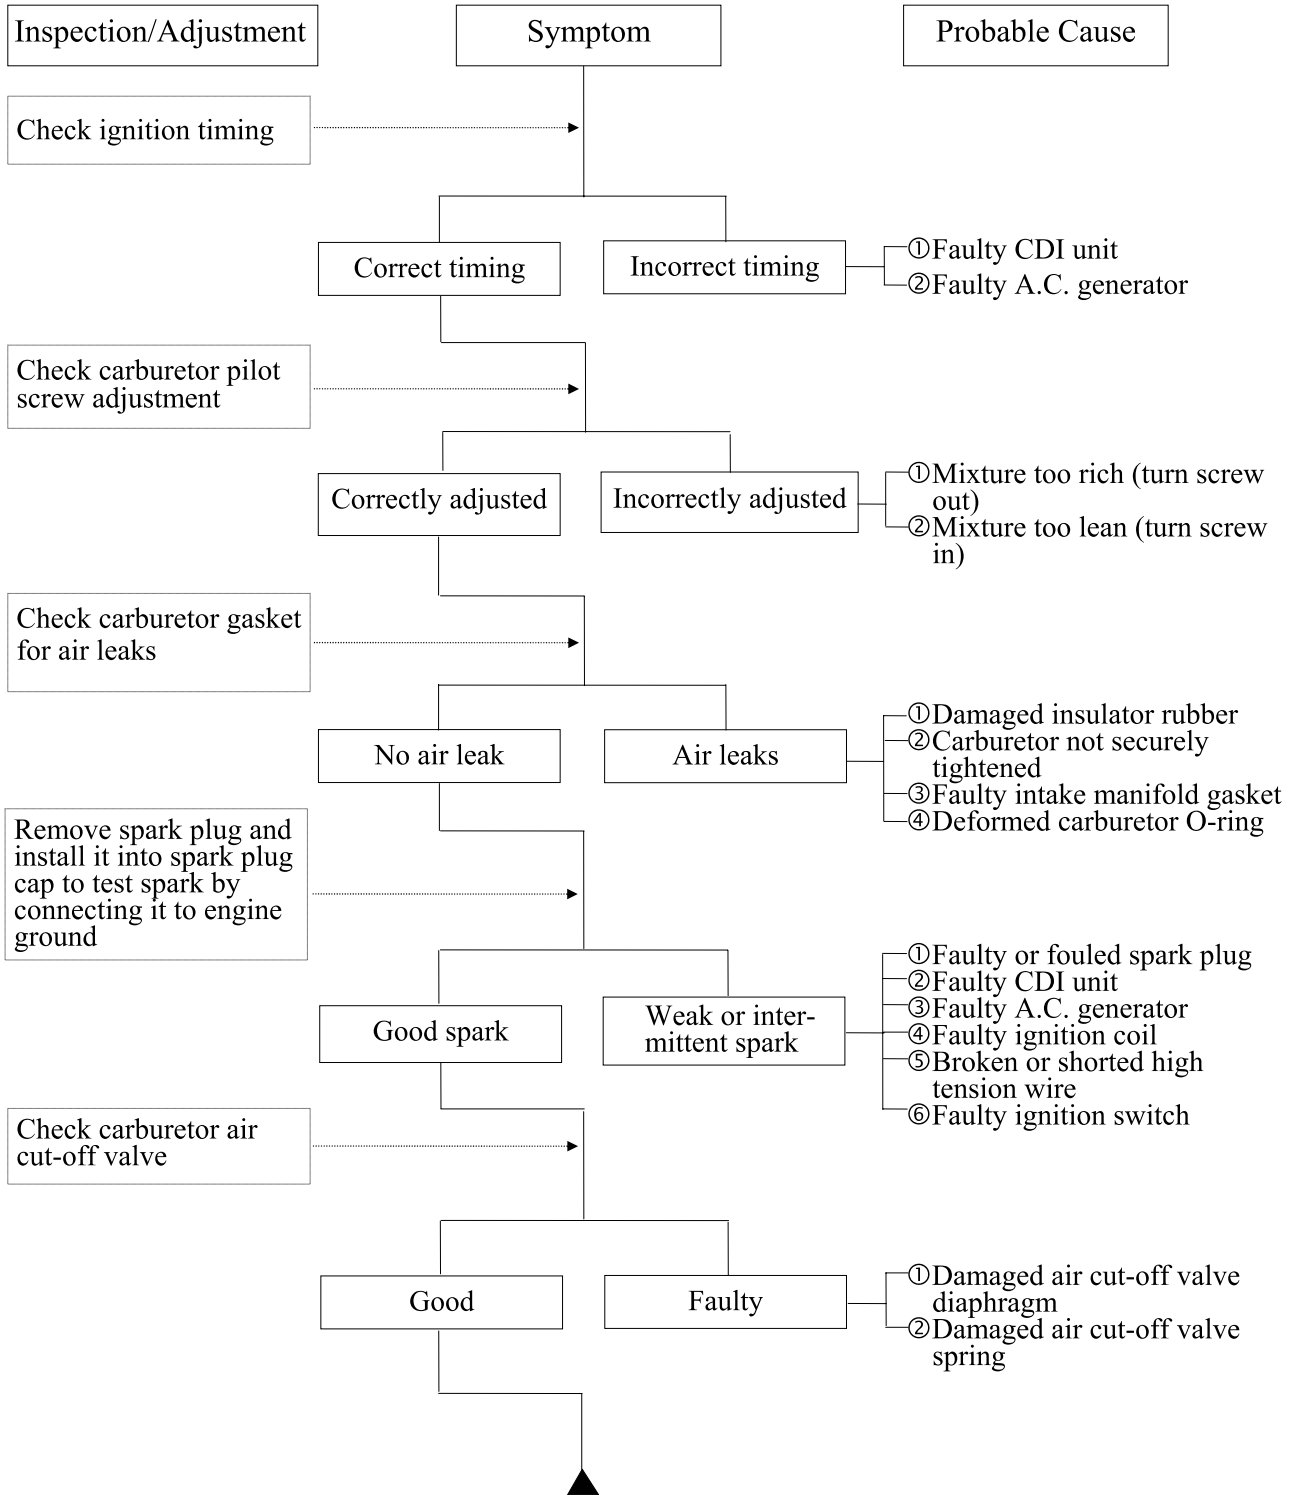 Inspection/Adjustment
Symptom
Probable Cause
Check ignition timing
Correct timing
Incorrect timing
①Faulty CDI unit
②Faulty A.C. generator
Check carburetor pilot
screw adjustment
Correctly adjusted
Incorrectly adjusted
①Mixture too rich (turn screw
out)
②Mixture too lean (turn screw
in)
Check carburetor gasket
for air leaks
No air leak
Air leaks
①Damaged insulator rubber
②Carburetor not securely
tightened
③Faulty intake manifold gasket
④Deformed carburetor O-ring
Remove spark plug and
install it into spark plug
cap to test spark by
connecting it to engine
ground
Good spark
Weak or inter-
mittent spark
①Faulty or fouled spark plug
②Faulty CDI unit
③Faulty A.C. generator
④Faulty ignition coil
⑤Broken or shorted high
tension wire
⑥Faulty ignition switch
Check carburetor air
cut-off valve
Good
Faulty
①Damaged air cut-off valve
diaphragm
②Damaged air cut-off valve
spring